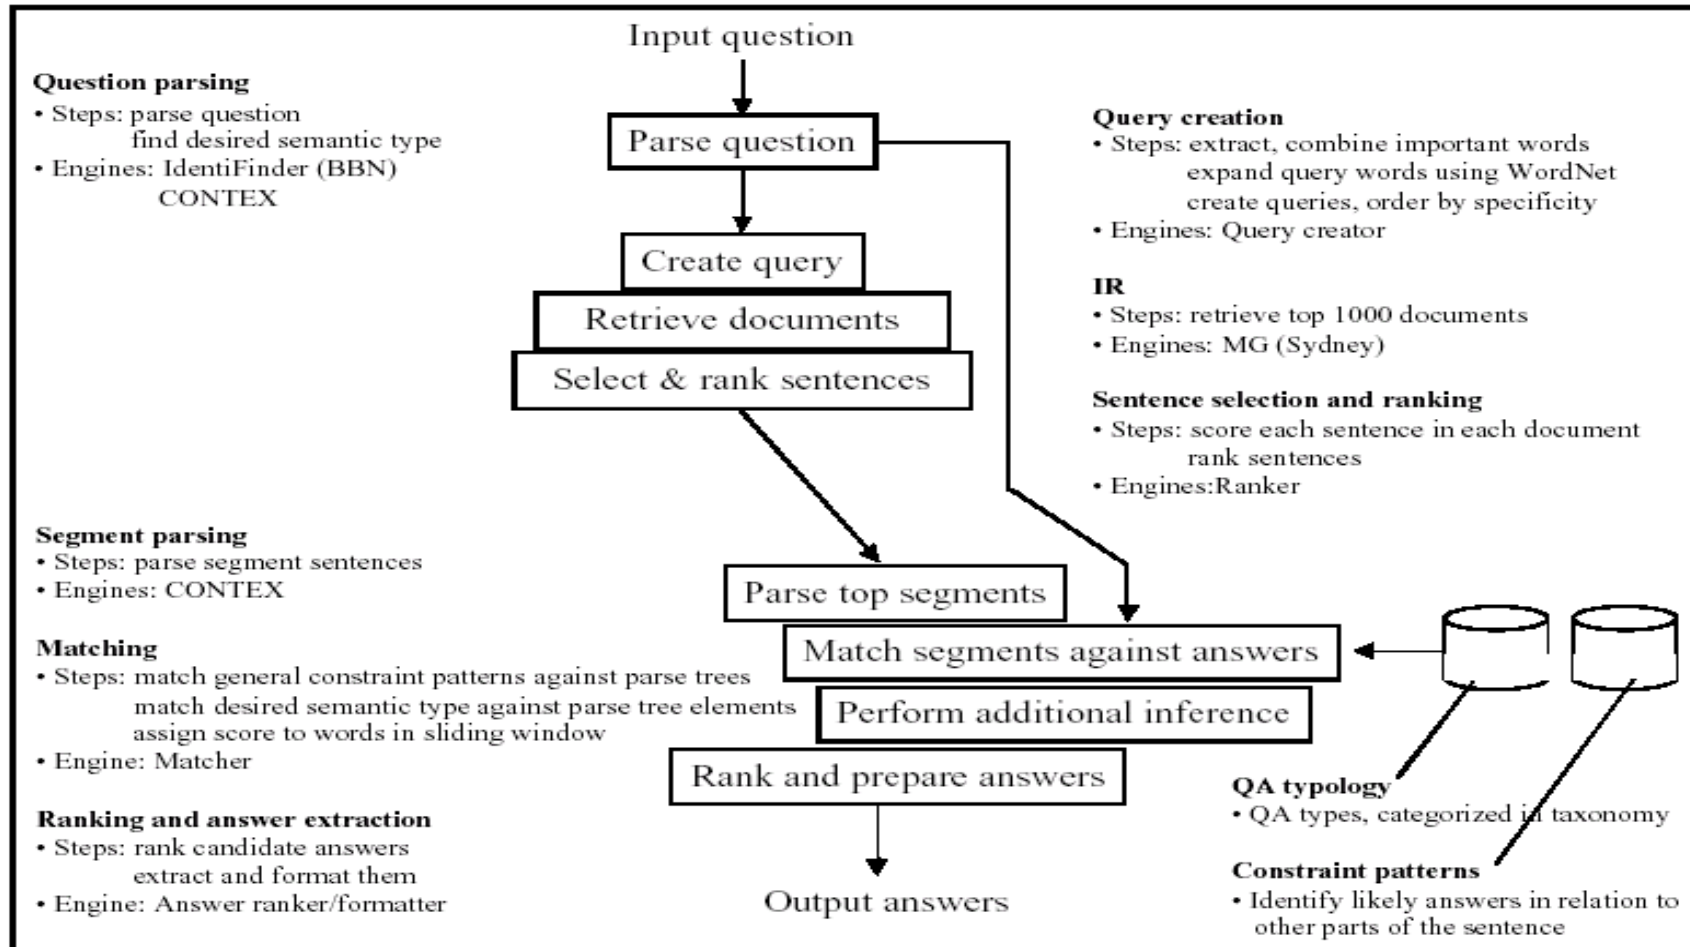 Input question
Question parsing
• Steps: parse question
find desired semantic type
• Engines: IdentiFinder (BBN)
CONTEX
Parse question
Create query
Retrieve documents
Select & rank sentences
Query creation
• Steps: extract, combine important words
expand query words using WordNet
create queries, order by specificity
• Engines: Query creator
IR
• Steps: retrieve top 1000 documents
• Engines: MG (Sydney)
Sentence selection and ranking
• Steps: score each sentence in each document
rank sentences
• Engines:Ranker
Segment parsing
• Steps: parse segment sentences
• Engines: CONTEX
Matching
• Steps: match general constraint patterns against parse trees
match desired semantic type against parse tree elements
assign score to words in sliding window
• Engine: Matcher
Ranking and answer extraction
• Steps: rank candidate answers
extract and format them
• Engine: Answer ranker/formatter
Parse top segments
Match segments against answers
Perform additional inference
Rank and prepare answers
Output answers
QA typology
• QA types, categorized in taxonomy
Constraint patterns
• Identify likely answers in relation to
other parts of the sentence